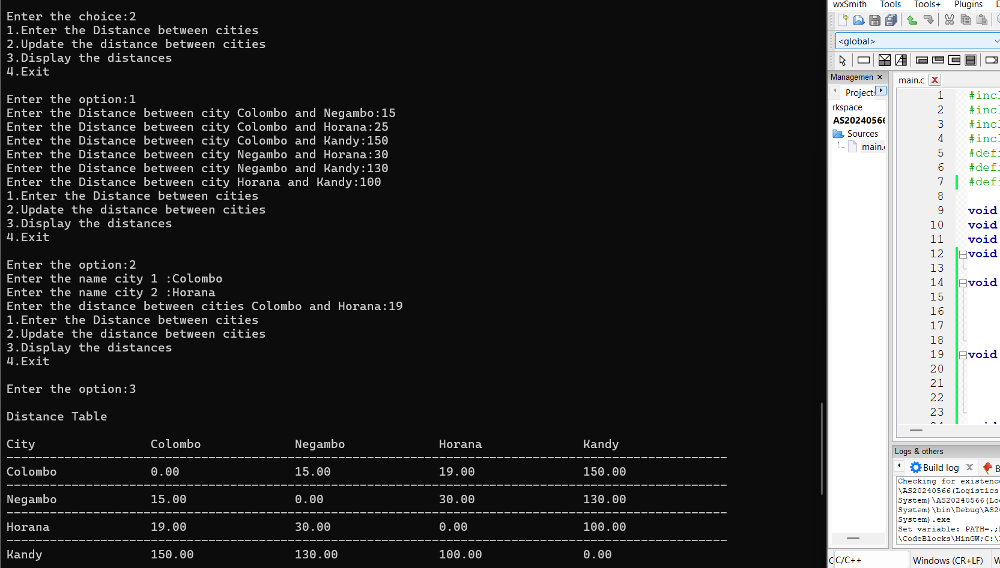 Enter the choice:2
1.Enter the Distance between cities
2.Update the distance between cities
3.Display the distances
4.Exit
Enter the option:1
Enter the Distance between city Colombo and Negambo:15
Enter the Distance between city Colombo and Horana:25
Enter the Distance between city Colombo and Kandy:150
Enter the Distance between city Negambo and Horana:30
Enter the Distance between city Negambo and Kandy:130
Enter the Distance between city Horana and Kandy:100
1.Enter the Distance between cities
2.Update the distance between cities
3.Display the distances
4.Exit
Enter the option:2
Enter the name city 1 :Colombo
Enter the name city 2 :Horana
Enter the distance between cities Colombo and Horana:19
1.Enter the Distance between cities
2.Update the distance between cities
3.Display the distances
4.Exit
Enter the option:3
Distance Table
City Colombo Negambo Horana Kandy
Colombo 0.00 15.00 19.00 150.00
Negambo 15.00 0.00 30.00 130.00
Horana 19.00 30.00 0.00 100.00
Kandy 150.00 130.00 100.00 0.00
wxSmith Tools Tools+ Plugins
<global>
Managemen
Projects
rkspace
AS20240566
Sources
main.c
main.c
1 #incl
2 #incl
3 #incl
4 #incl
5 #defi
6 #defi
7 #defi
8
9 void
10 void
11 void
12 void
13
14 void
15
16
17
18
19 void
20
21
22
23
Logs & others
Build log
Checking for existence
\AS20240566(Logistics
System)\AS20240566(Lo
System)\bin\Debug\AS20
System).exe
Set variable: PATH=.;
\CodeBlocks\MinGW;C:\
C/C++ Windows (CR+LF)